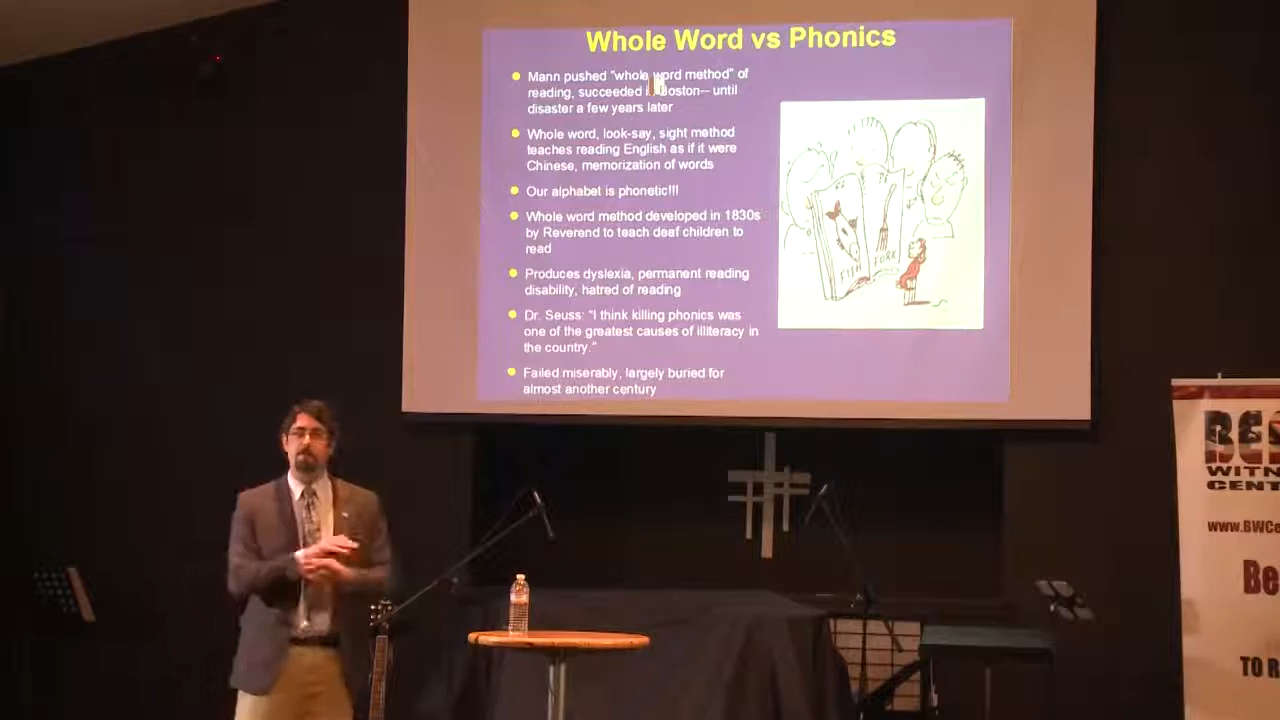 Whole Word vs Phonics
Mann pushed "whole word method" of
reading, succeeded in Boston-- until
disaster a few years later
Whole word, look-say, sight method
teaches reading English as if it were
Chinese, memorization of words
Our alphabet is phonetic!!!
Whole word method developed in 1830s
by Reverend to teach deaf children to
read
Produces dyslexia, permanent reading
disability, hatred of reading
Dr. Seuss: "I think killing phonics was
one of the greatest causes of illiteracy in
the country."
Failed miserably, largely buried for
almost another century
FISH
FORK
BES
WITN
CENT
www.BWCe
Be
TO R